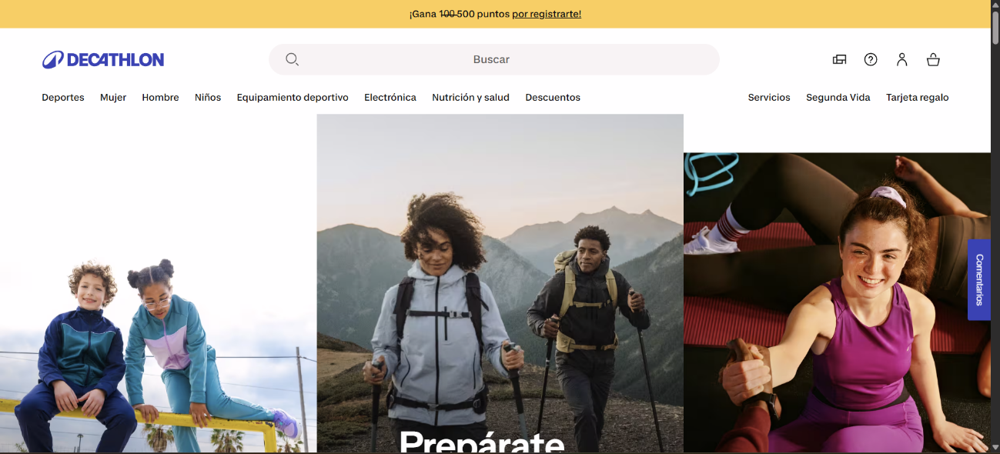 ¡Gana 100 500 puntos por registrarte!
DECATHLON
Buscar
Deportes Mujer Hombre Niños Equipamiento deportivo Electrónica Nutrición y salud Descuentos Servicios Segunda Vida Tarjeta regalo
Comentarios
Prepárate